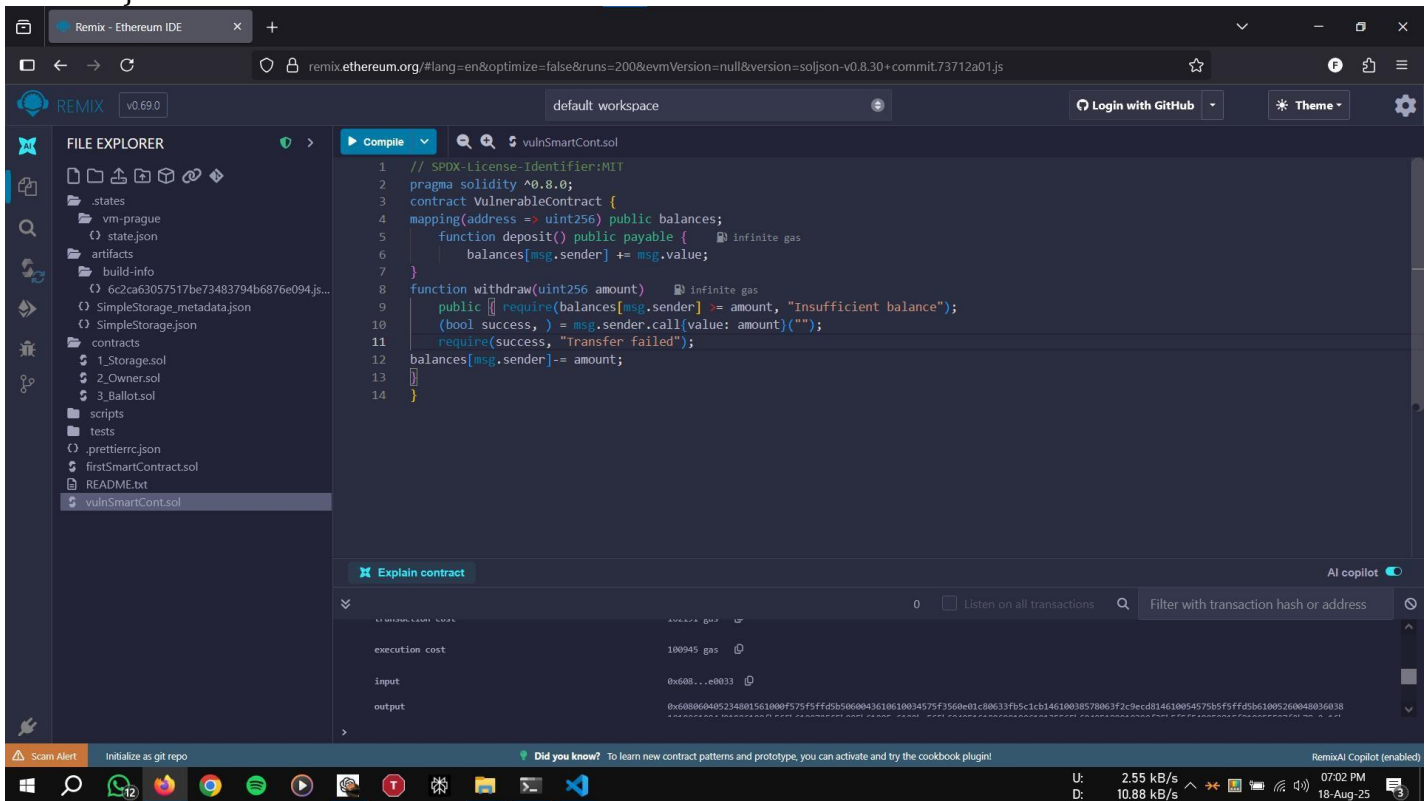 Remix - Ethereum IDE
remix.ethereum.org/#lang=en&optimize=false&runs=200&evmVersion=null&version=soljson-v0.8.30+commit.73712a01.js
F
REMIX v0.69.0
default workspace
Login with GitHub
Theme
AI
FILE EXPLORER
.states
vm-prague
state.json
artifacts
build-info
6c2ca63057517be73483794b6876e094.js...
SimpleStorage_metadata.json
SimpleStorage.json
contracts
1_Storage.sol
2_Owner.sol
3_Ballot.sol
scripts
tests
.prettierrc.json
firstSmartContract.sol
README.txt
vulnSmartCont.sol
Compile
vulnSmartCont.sol
1 // SPDX-License-Identifier:MIT
2 pragma solidity ^0.8.0;
3 contract VulnerableContract {
4 mapping(address => uint256) public balances;
5 function deposit() public payable { infinite gas
6 balances[msg.sender] += msg.value;
7 }
8 function withdraw(uint256 amount) infinite gas
9 public { require(balances[msg.sender] >= amount, "Insufficient balance");
10 (bool success, ) = msg.sender.call{value: amount}("");
11 require(success, "Transfer failed");
12 balances[msg.sender]-= amount;
13 }
14 }
Explain contract
AI copilot
0 Listen on all transactions
Filter with transaction hash or address
execution cost 100945 gas
input 0x608...e0033
output
>
Scam Alert
Initialize as git repo
Did you know? To learn new contract patterns and prototype, you can activate and try the cookbook plugin!
RemixAI Copilot (enabled)
12
T
U: 2.55 kB/s
D: 10.88 kB/s
07:02 PM
18-Aug-25
3